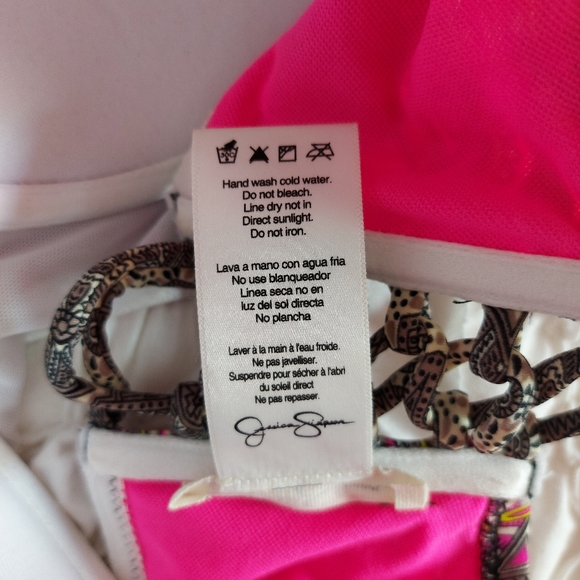 Hand wash cold water.
Do not bleach.
Line dry not in
Direct sunlight.
Do not iron.
Lava a mano con agua fria
No use blanqueador
Linea seca no en
luz del sol directa
No plancha
Laver à la main à l'eau froide.
Ne pas javelliser.
Suspendre pour sécher à l'abri
du soleil direct
Ne pas repasser.
Jessica Simpson